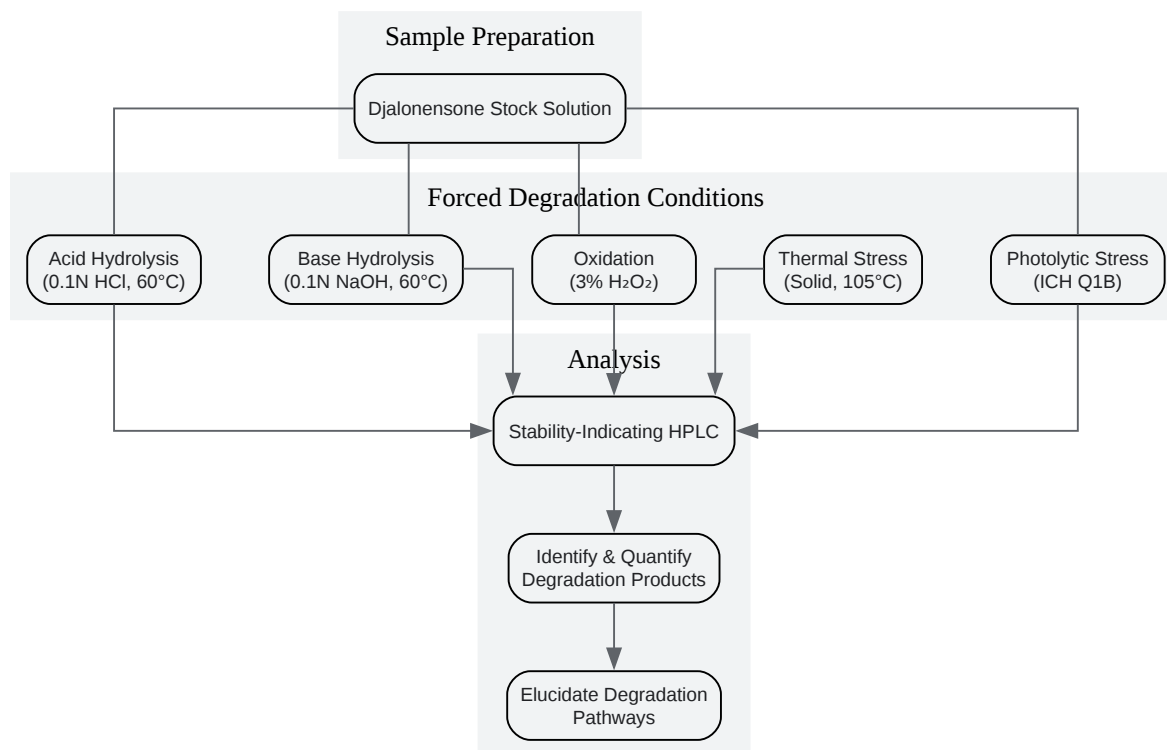 Sample Preparation
Djalonensone Stock Solution
Forced Degradation Conditions
Acid Hydrolysis
(0.1N HCl, 60°C)
Base Hydrolysis
(0.1N NaOH, 60°C)
Oxidation
(3% H₂O₂)
Thermal Stress
(Solid, 105°C)
Photolytic Stress
(ICH Q1B)
Analysis
Stability-Indicating HPLC
Identify & Quantify
Degradation Products
Elucidate Degradation
Pathways